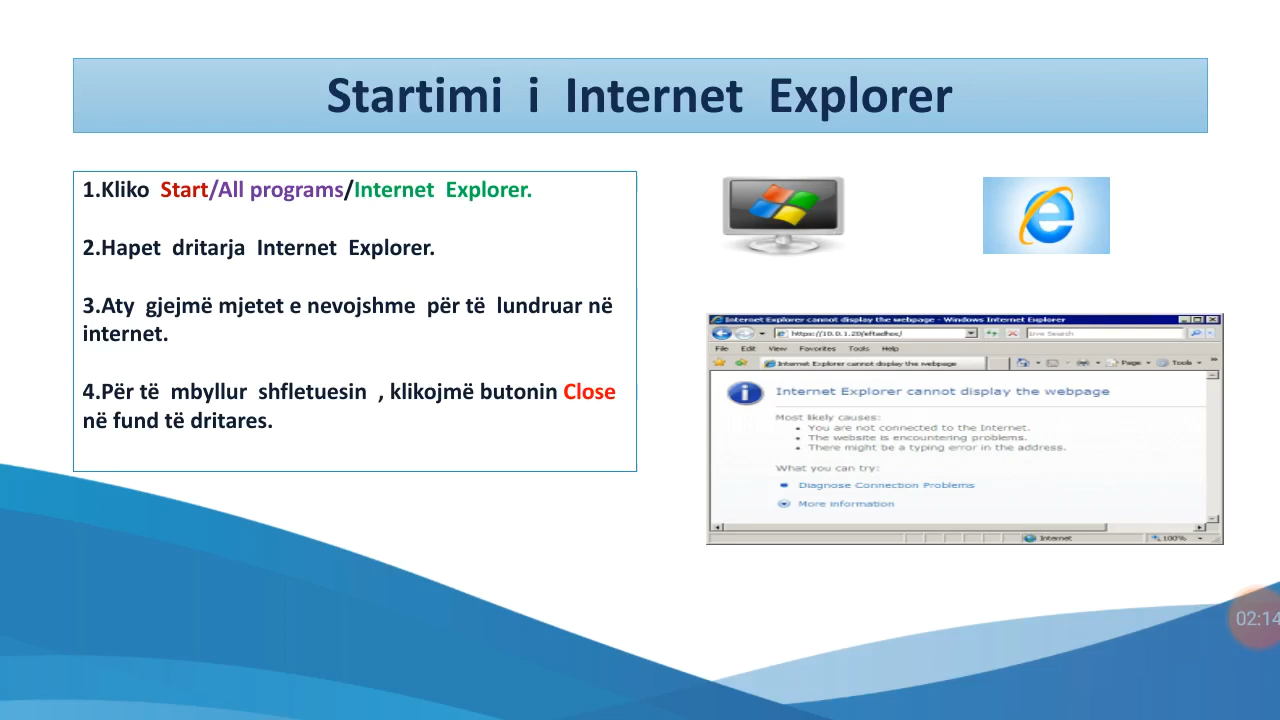 Startimi i Internet Explorer
1.Kliko Start/All programs/Internet Explorer.
2.Hapet dritarja Internet Explorer.
3.Aty gjejmë mjetet e nevojshme për të lundruar në
internet.
4.Për të mbyllur shfletuesin , klikojmë butonin Close
në fund të dritares.
Internet Explorer cannot display the webpage - Windows Internet Explorer
Live Search
File Edit View Favorites Tools Help
Internet Explorer cannot display the webpage
Page Tools
Internet Explorer cannot display the webpage
Most likely causes:
You are not connected to the Internet.
The website is encountering problems.
There might be a typing error in the address.
What you can try:
Diagnose Connection Problems
More information
Internet 100%
02:14